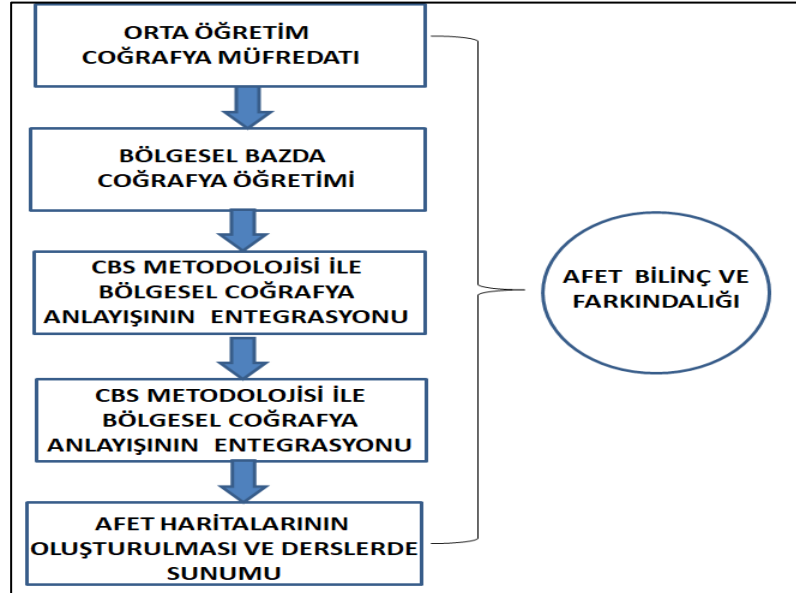 ORTA ÖĞRETİM
COĞRAFYA MÜFREDATI
BÖLGESEL BAZDA
COĞRAFYA ÖĞRETİMİ
CBS METODOLOJİSİ İLE
BÖLGESEL COĞRAFYA
ANLAYIŞININ ENTEGRASYONU
CBS METODOLOJİSİ İLE
BÖLGESEL COĞRAFYA
ANLAYIŞININ ENTEGRASYONU
AFET HARİTALARININ
OLUŞTURULMASI VE DERSLERDE
SUNUMU
AFET BİLİNÇ VE
FARKINDALIĞI